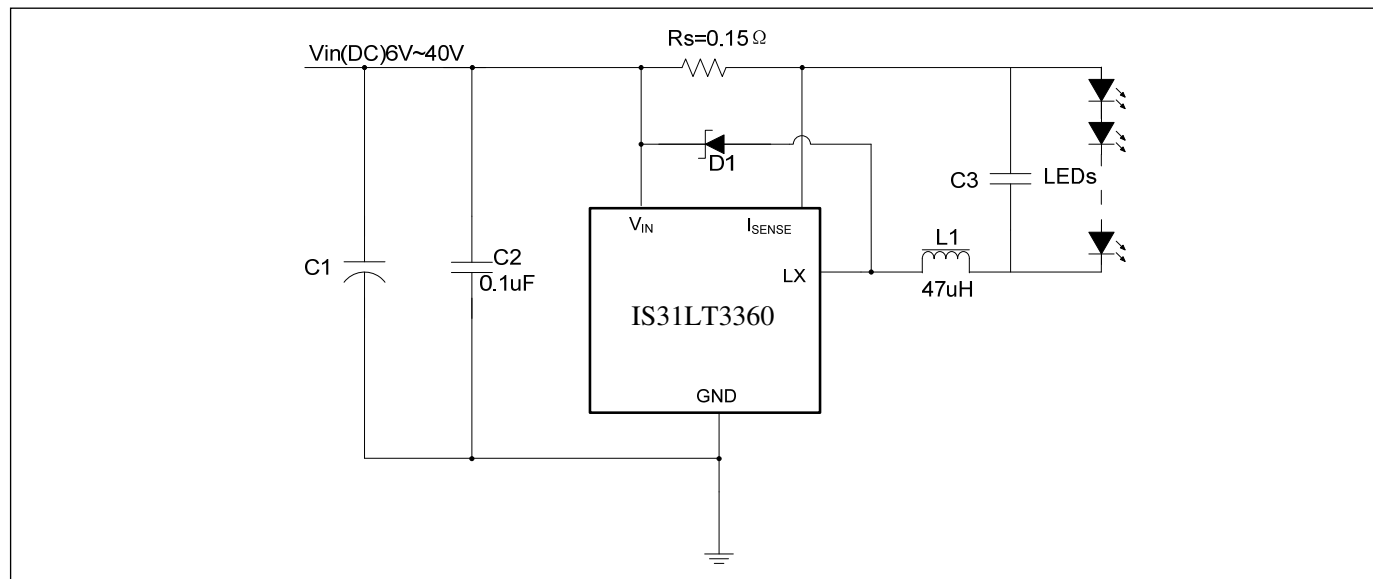 Rs=0.15Ω
Vin(DC)6V~40V
D1
C3
LEDs
VIN
ISENSE
L1
C1
C2
0.1uF
LX
47uH
IS31LT3360
GND